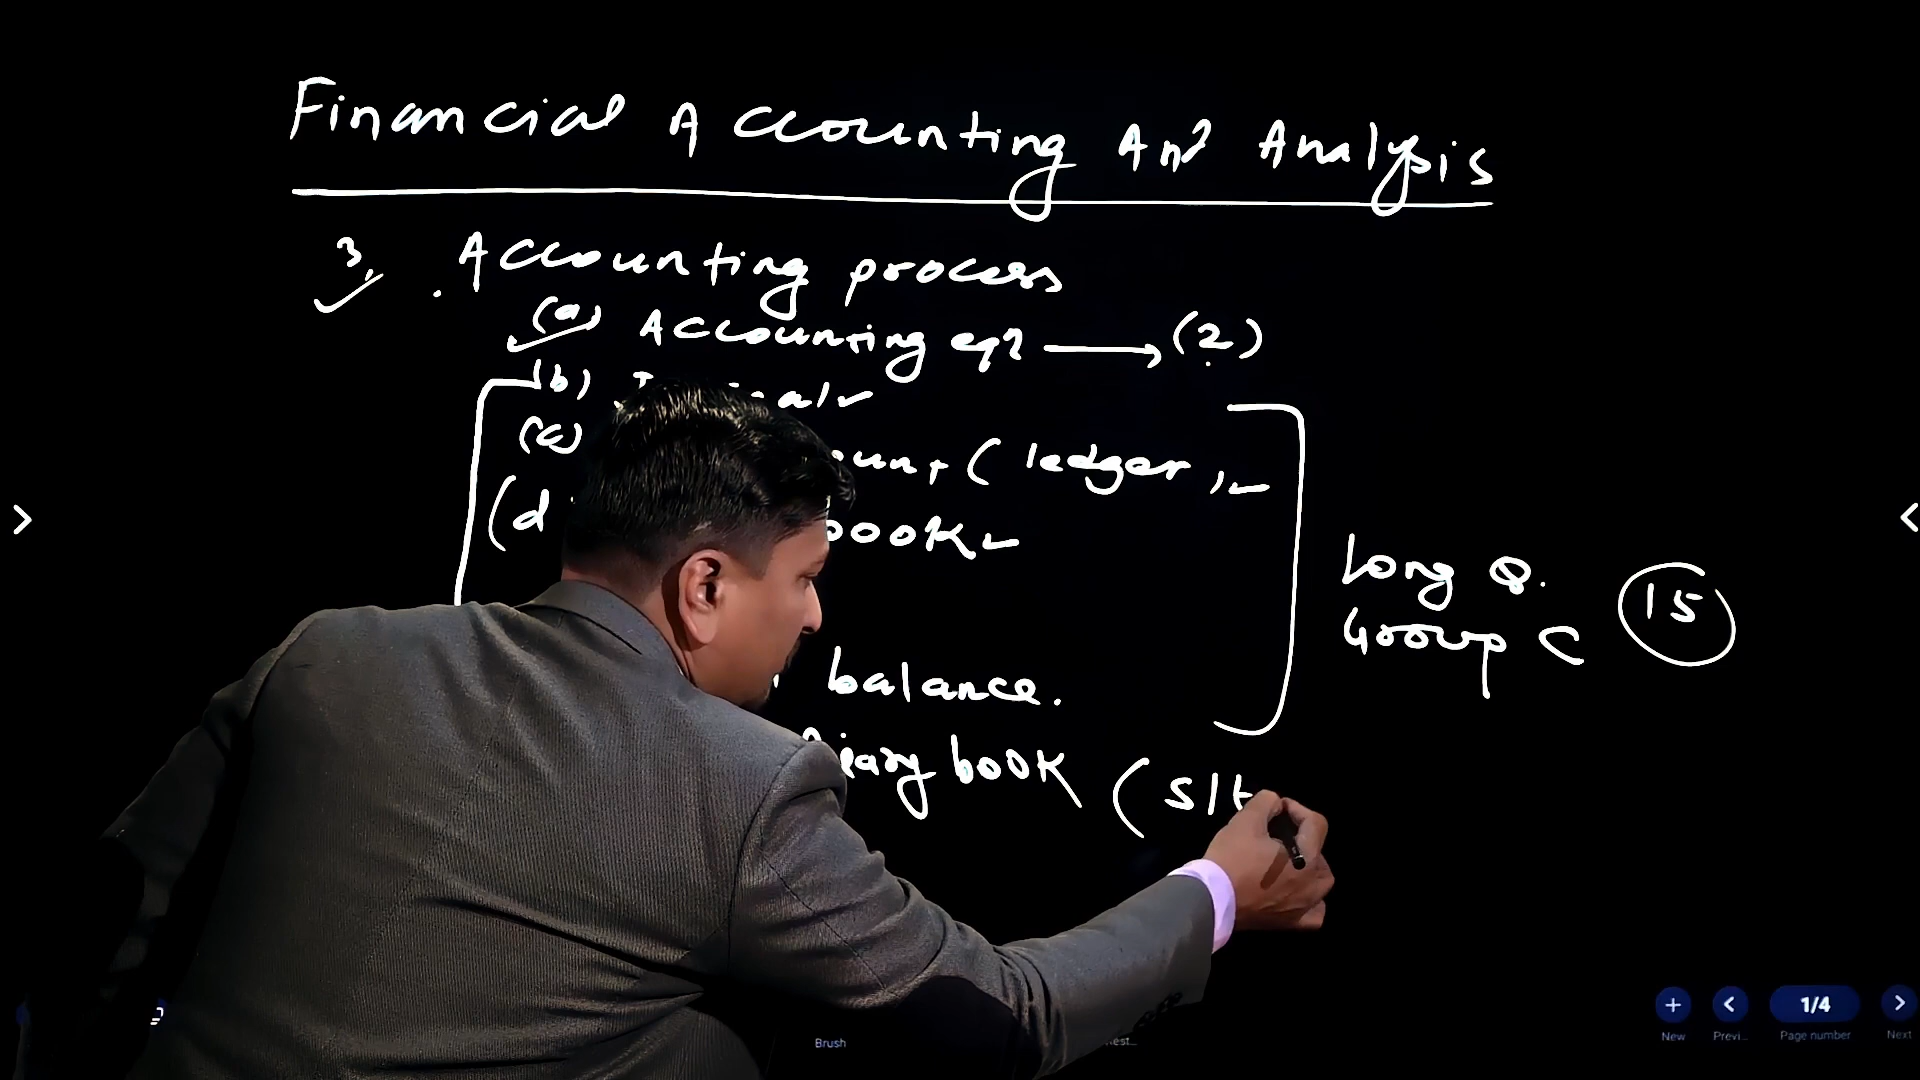 Financial Accounting And Analysis
3, Accounting process
(a) Accounting eqn → (2)
(b)
(c) ( ledger )
(d book
balance.
book ( S/
Long Q.
Group C 15
Brush
New
Previ...
1/4
Page number
Next